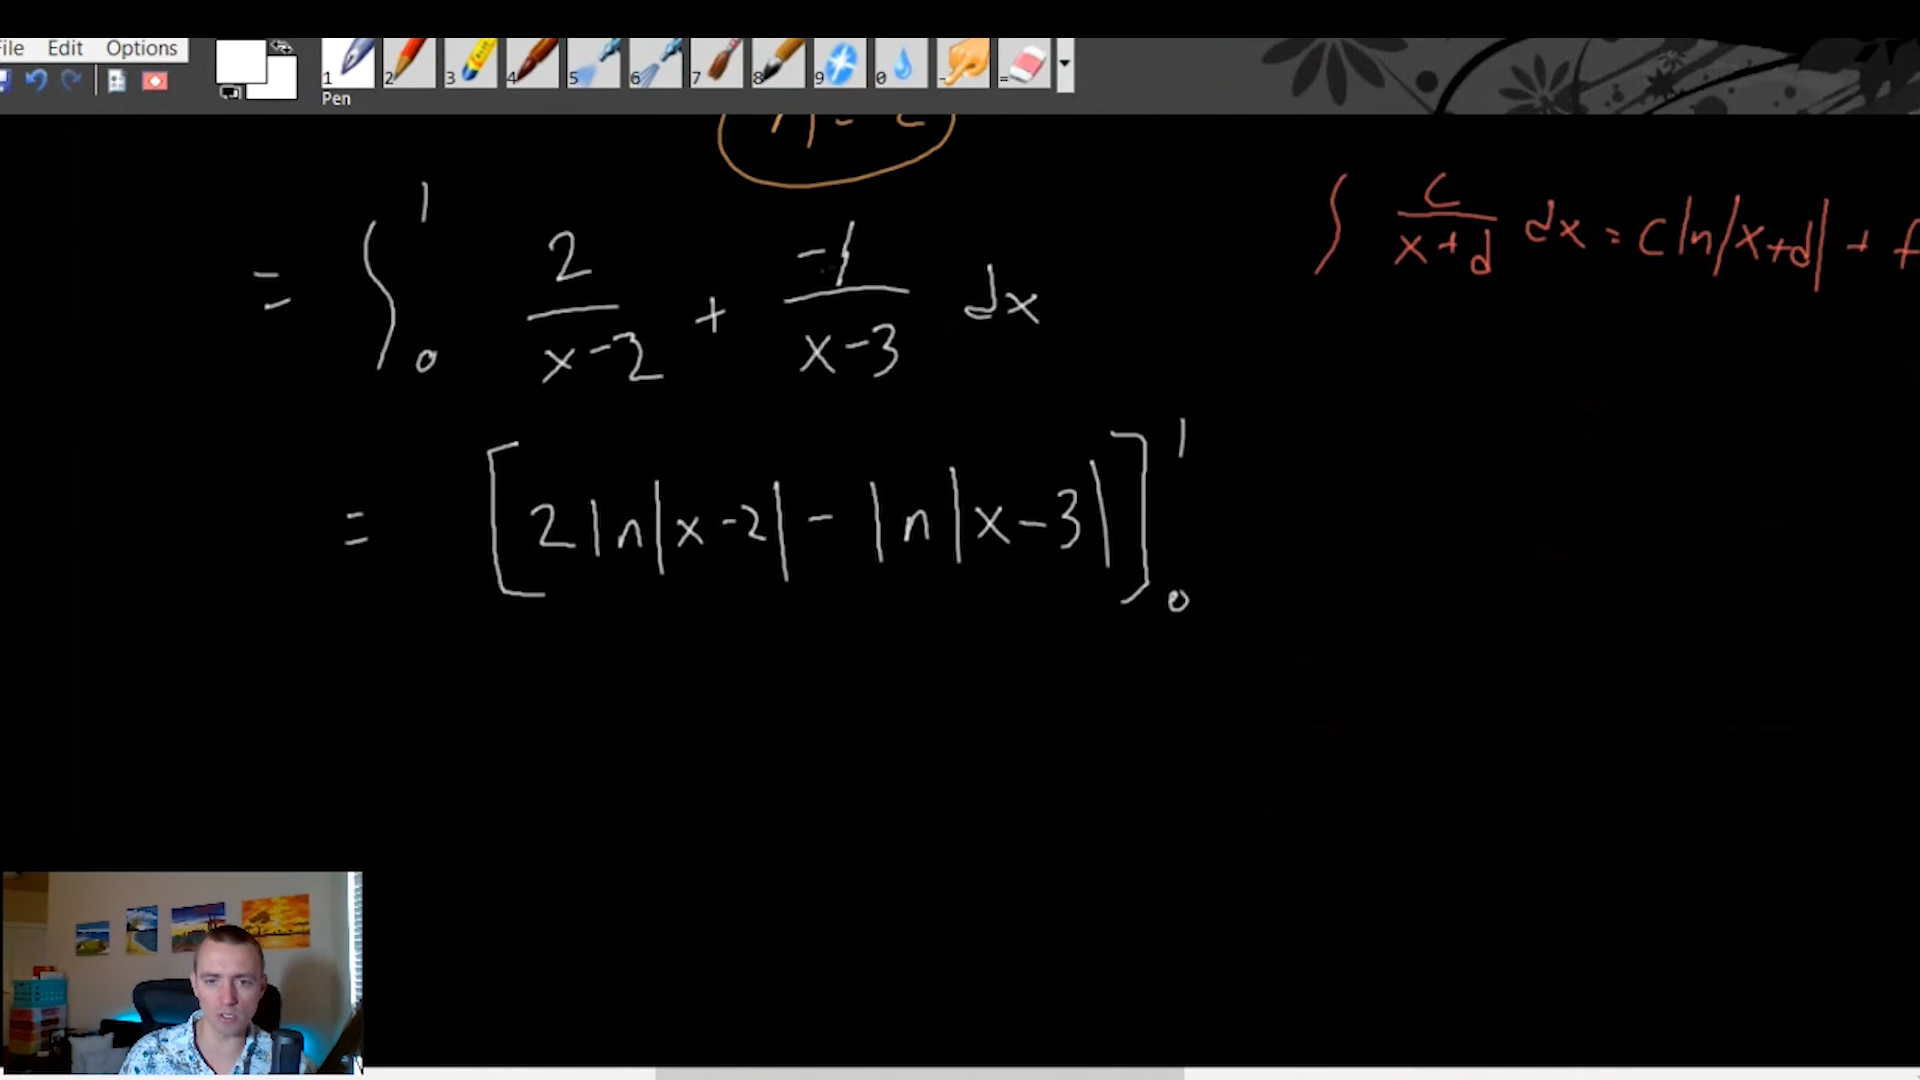 File Edit Options
1 2 3 4 5 6 7 8 9 0 - =
Pen
= ∫₀¹ 2/(x-2) + -1/(x-3) dx
∫ c/(x+d) dx = c ln|x+d| +
= [2 ln|x-2| - ln|x-3|]₀¹